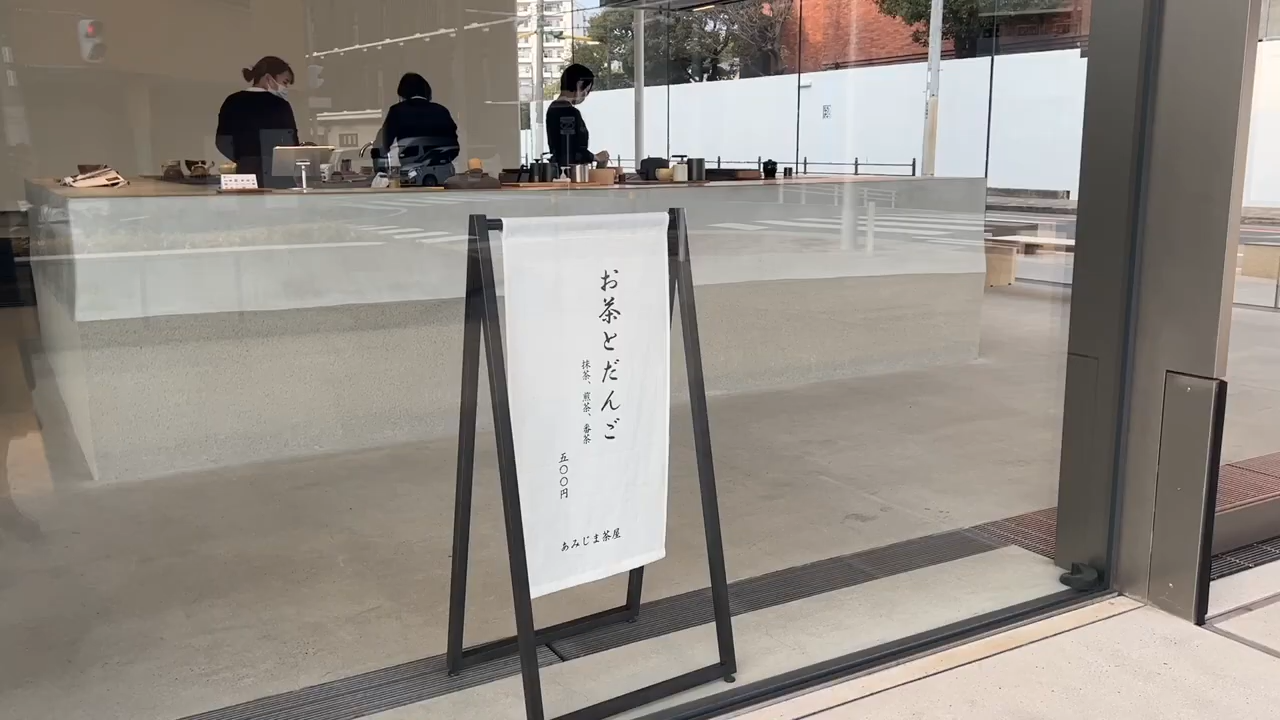 お茶とだんご
抹茶、煎茶、番茶
五〇〇円
あみじま茶屋